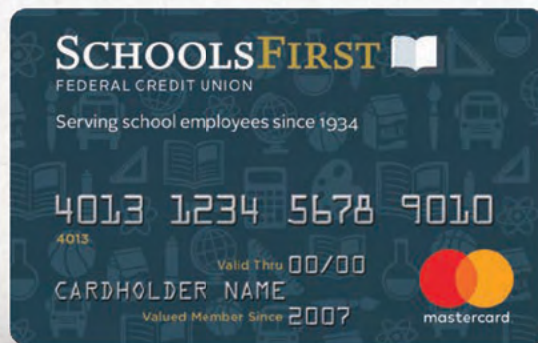 SCHOOLSFIRST
FEDERAL CREDIT UNION
Serving school employees since 1934
4013 1234 5678 9010
4013
Valid Thru 00/00
CARDHOLDER NAME
Valued Member Since 2007
mastercard